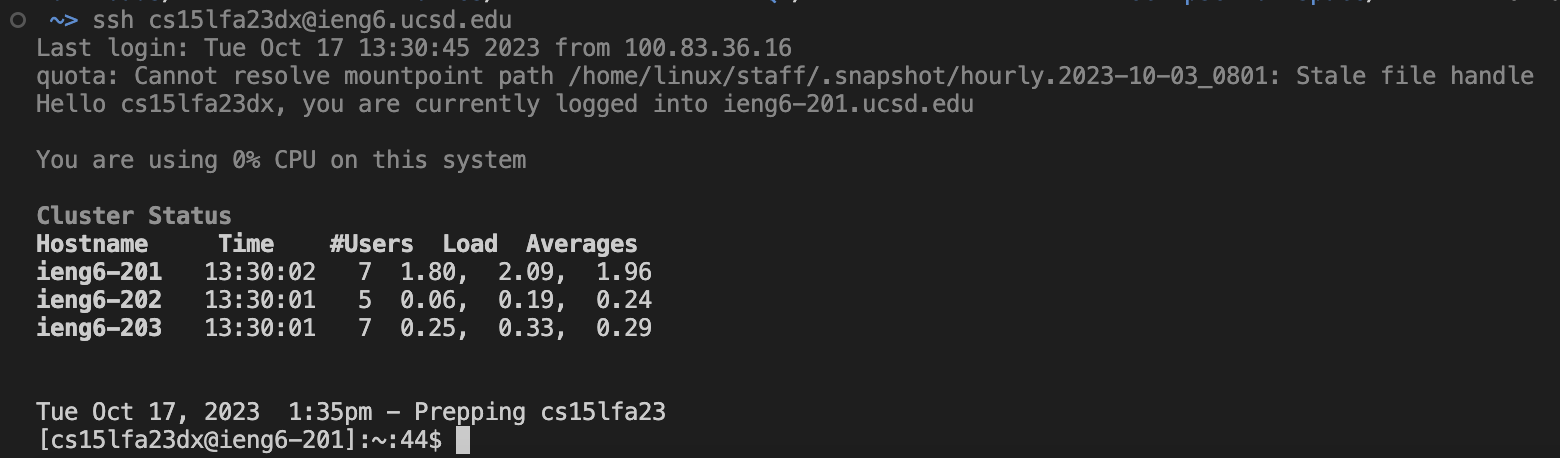 ~> ssh cs15lfa23dx@ieng6.ucsd.edu
Last login: Tue Oct 17 13:30:45 2023 from 100.83.36.16
quota: Cannot resolve mountpoint path /home/linux/staff/.snapshot/hourly.2023-10-03_0801: Stale file handle
Hello cs15lfa23dx, you are currently logged into ieng6-201.ucsd.edu
You are using 0% CPU on this system
Cluster Status
Hostname     Time    #Users  Load  Averages
ieng6-201   13:30:02   7  1.80,  2.09,  1.96
ieng6-202   13:30:01   5  0.06,  0.19,  0.24
ieng6-203   13:30:01   7  0.25,  0.33,  0.29
Tue Oct 17, 2023  1:35pm - Prepping cs15lfa23
[cs15lfa23dx@ieng6-201]:~:44$